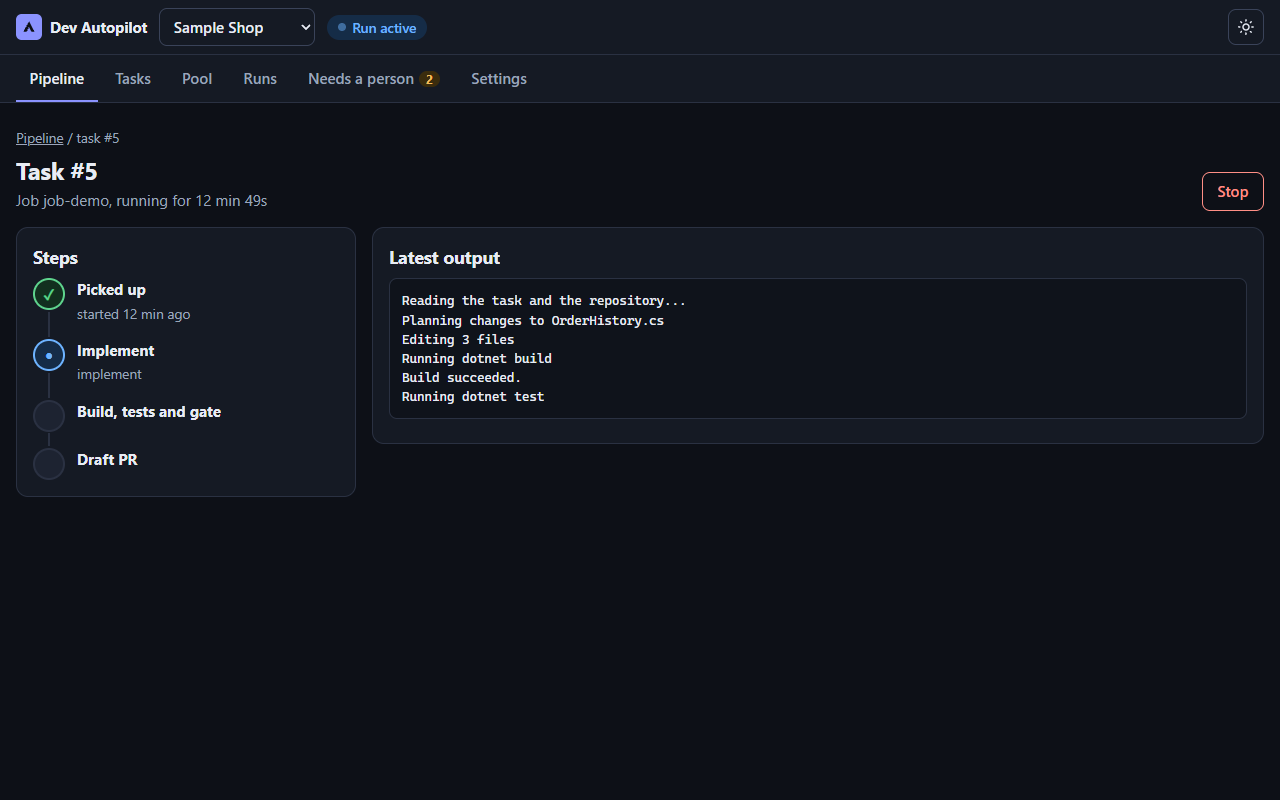 Dev Autopilot
Sample Shop
Run active
Pipeline
Tasks
Pool
Runs
Needs a person 2
Settings
Pipeline / task #5
Task #5
Job job-demo, running for 12 min 49s
Stop
Steps
Picked up
started 12 min ago
Implement
implement
Build, tests and gate
Draft PR
Latest output
Reading the task and the repository...
Planning changes to OrderHistory.cs
Editing 3 files
Running dotnet build
Build succeeded.
Running dotnet test